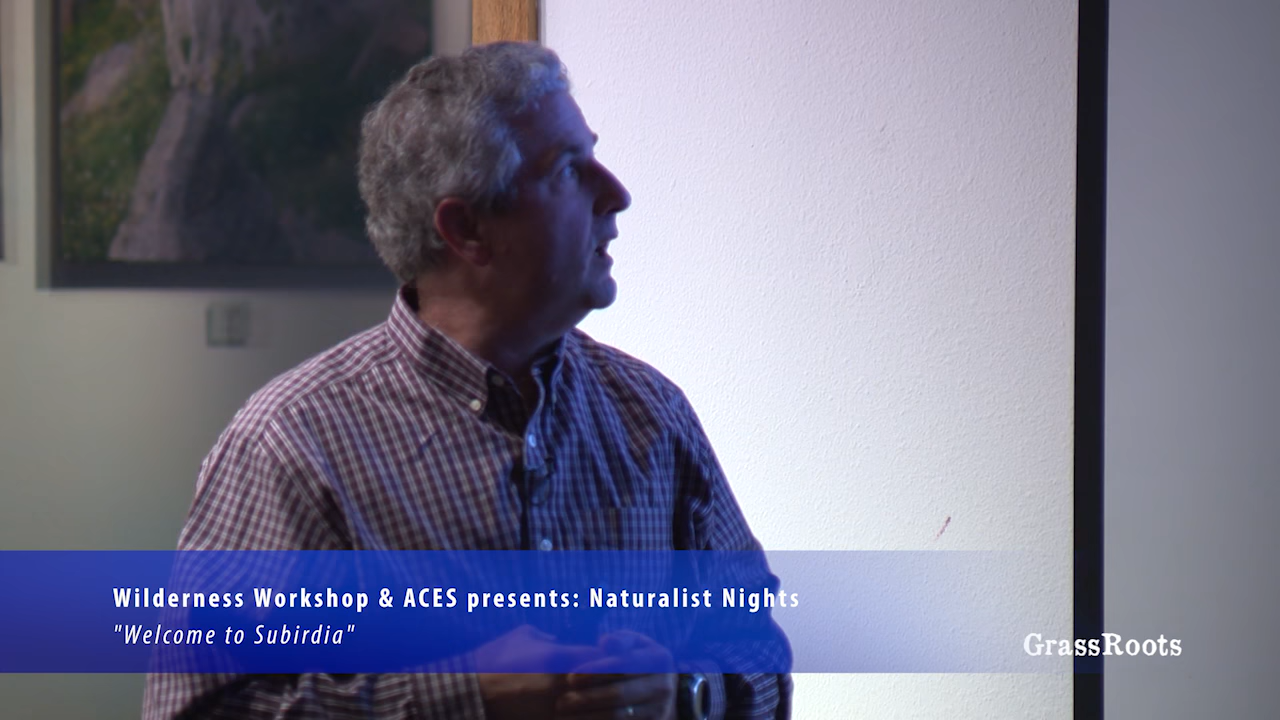 Wilderness Workshop & ACES presents: Naturalist Nights
"Welcome to Subirdia"
GrassRoots